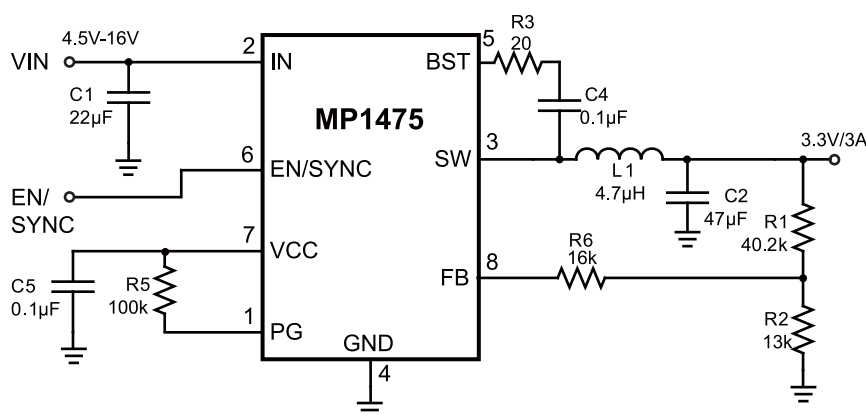 4.5V-16V
VIN
C1
22µF
2
IN
MP1475
BST
5
R3
20
C4
0.1µF
SW
3
L1
4.7µH
3.3V/3A
C2
47µF
R1
40.2k
6
EN/SYNC
EN/
SYNC
7
VCC
C5
0.1µF
R5
100k
1
PG
FB
8
R6
16k
R2
13k
GND
4